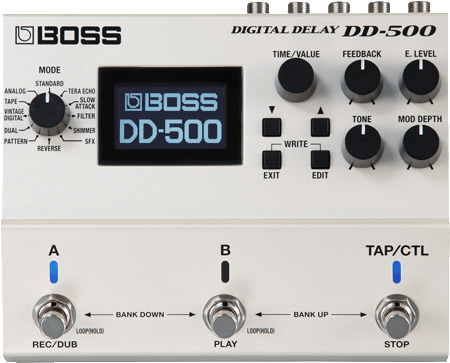 BOSS
DIGITAL DELAY DD-500
MODE
STANDARD
ANALOG
TERA ECHO
TAPE
SLOW
ATTACK
VINTAGE
DIGITAL
FILTER
DUAL
SHIMMER
PATTERN
SFX
REVERSE
BOSS
DD-500
TIME/VALUE
FEEDBACK
E. LEVEL
TONE
MOD DEPTH
WRITE
EXIT
EDIT
A
B
TAP/CTL
BANK DOWN
BANK UP
LOOP(HOLD)
LOOP(HOLD)
REC/DUB
PLAY
STOP